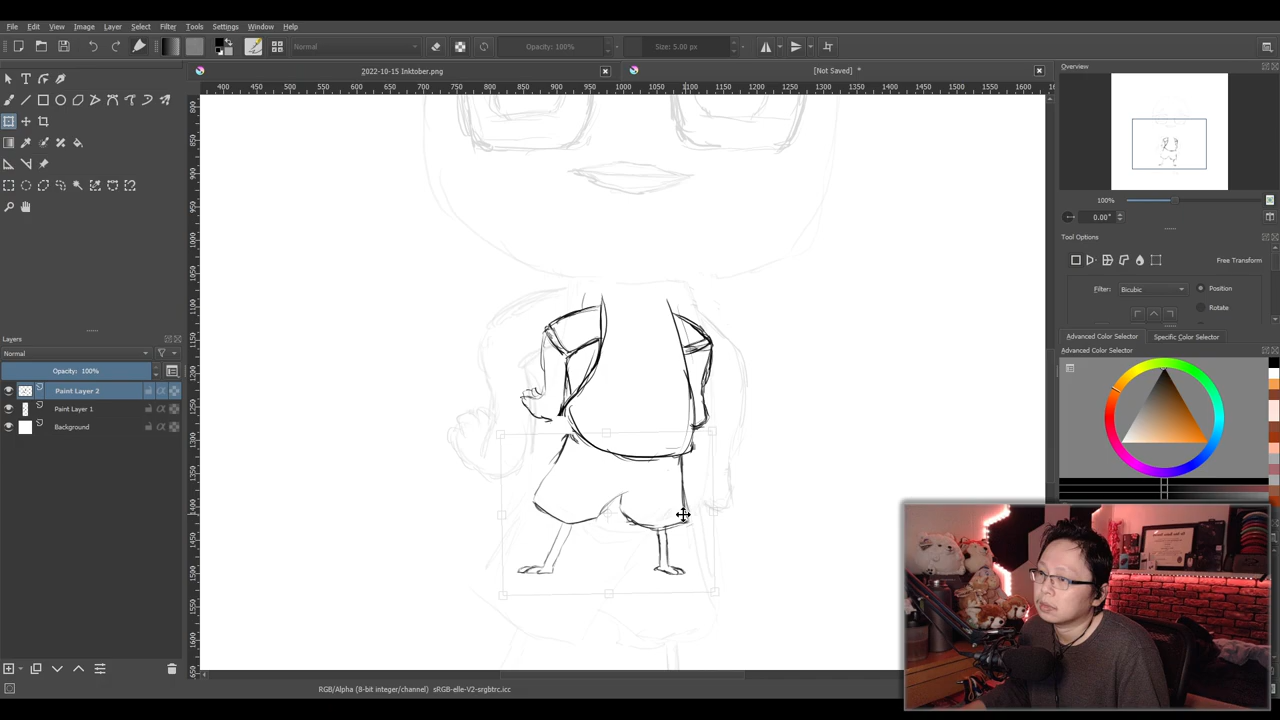 File Edit View Image Layer Select Filter Tools Settings Window Help
Normal Opacity: 100% Size: 5.00 px
2022-10-15 Inktober.png [Not Saved] *
400 450 500 550 600 650 700 750 800 850 900 950 1000 1050 1100 1150 1200 1250 1300 1350 1400 1450 1500 1550 1600
Overview
100%
0.00°
Tool Options
Free Transform
Filter: Bicubic Position
Rotate
Advanced Color Selector Specific Color Selector
Advanced Color Selector
Layers
Normal
Opacity: 100%
Paint Layer 2
Paint Layer 1
Background
RGB/Alpha (8-bit integer/channel) sRGB-elle-V2-srgbtrc.icc